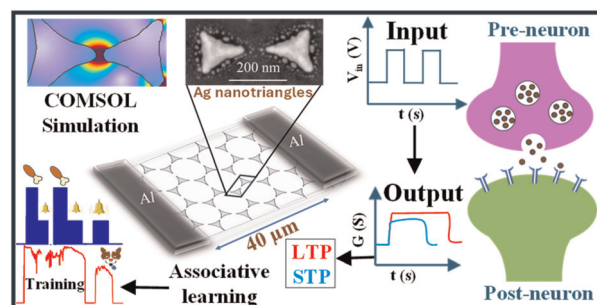 COMSOL
Simulation
200 nm
Ag nanotriangles
Al
Al
40 µm
Input
V_in (V)
t (s)
Output
G (S)
t (s)
LTP
STP
Associative
learning
Training
Pre-neuron
Post-neuron